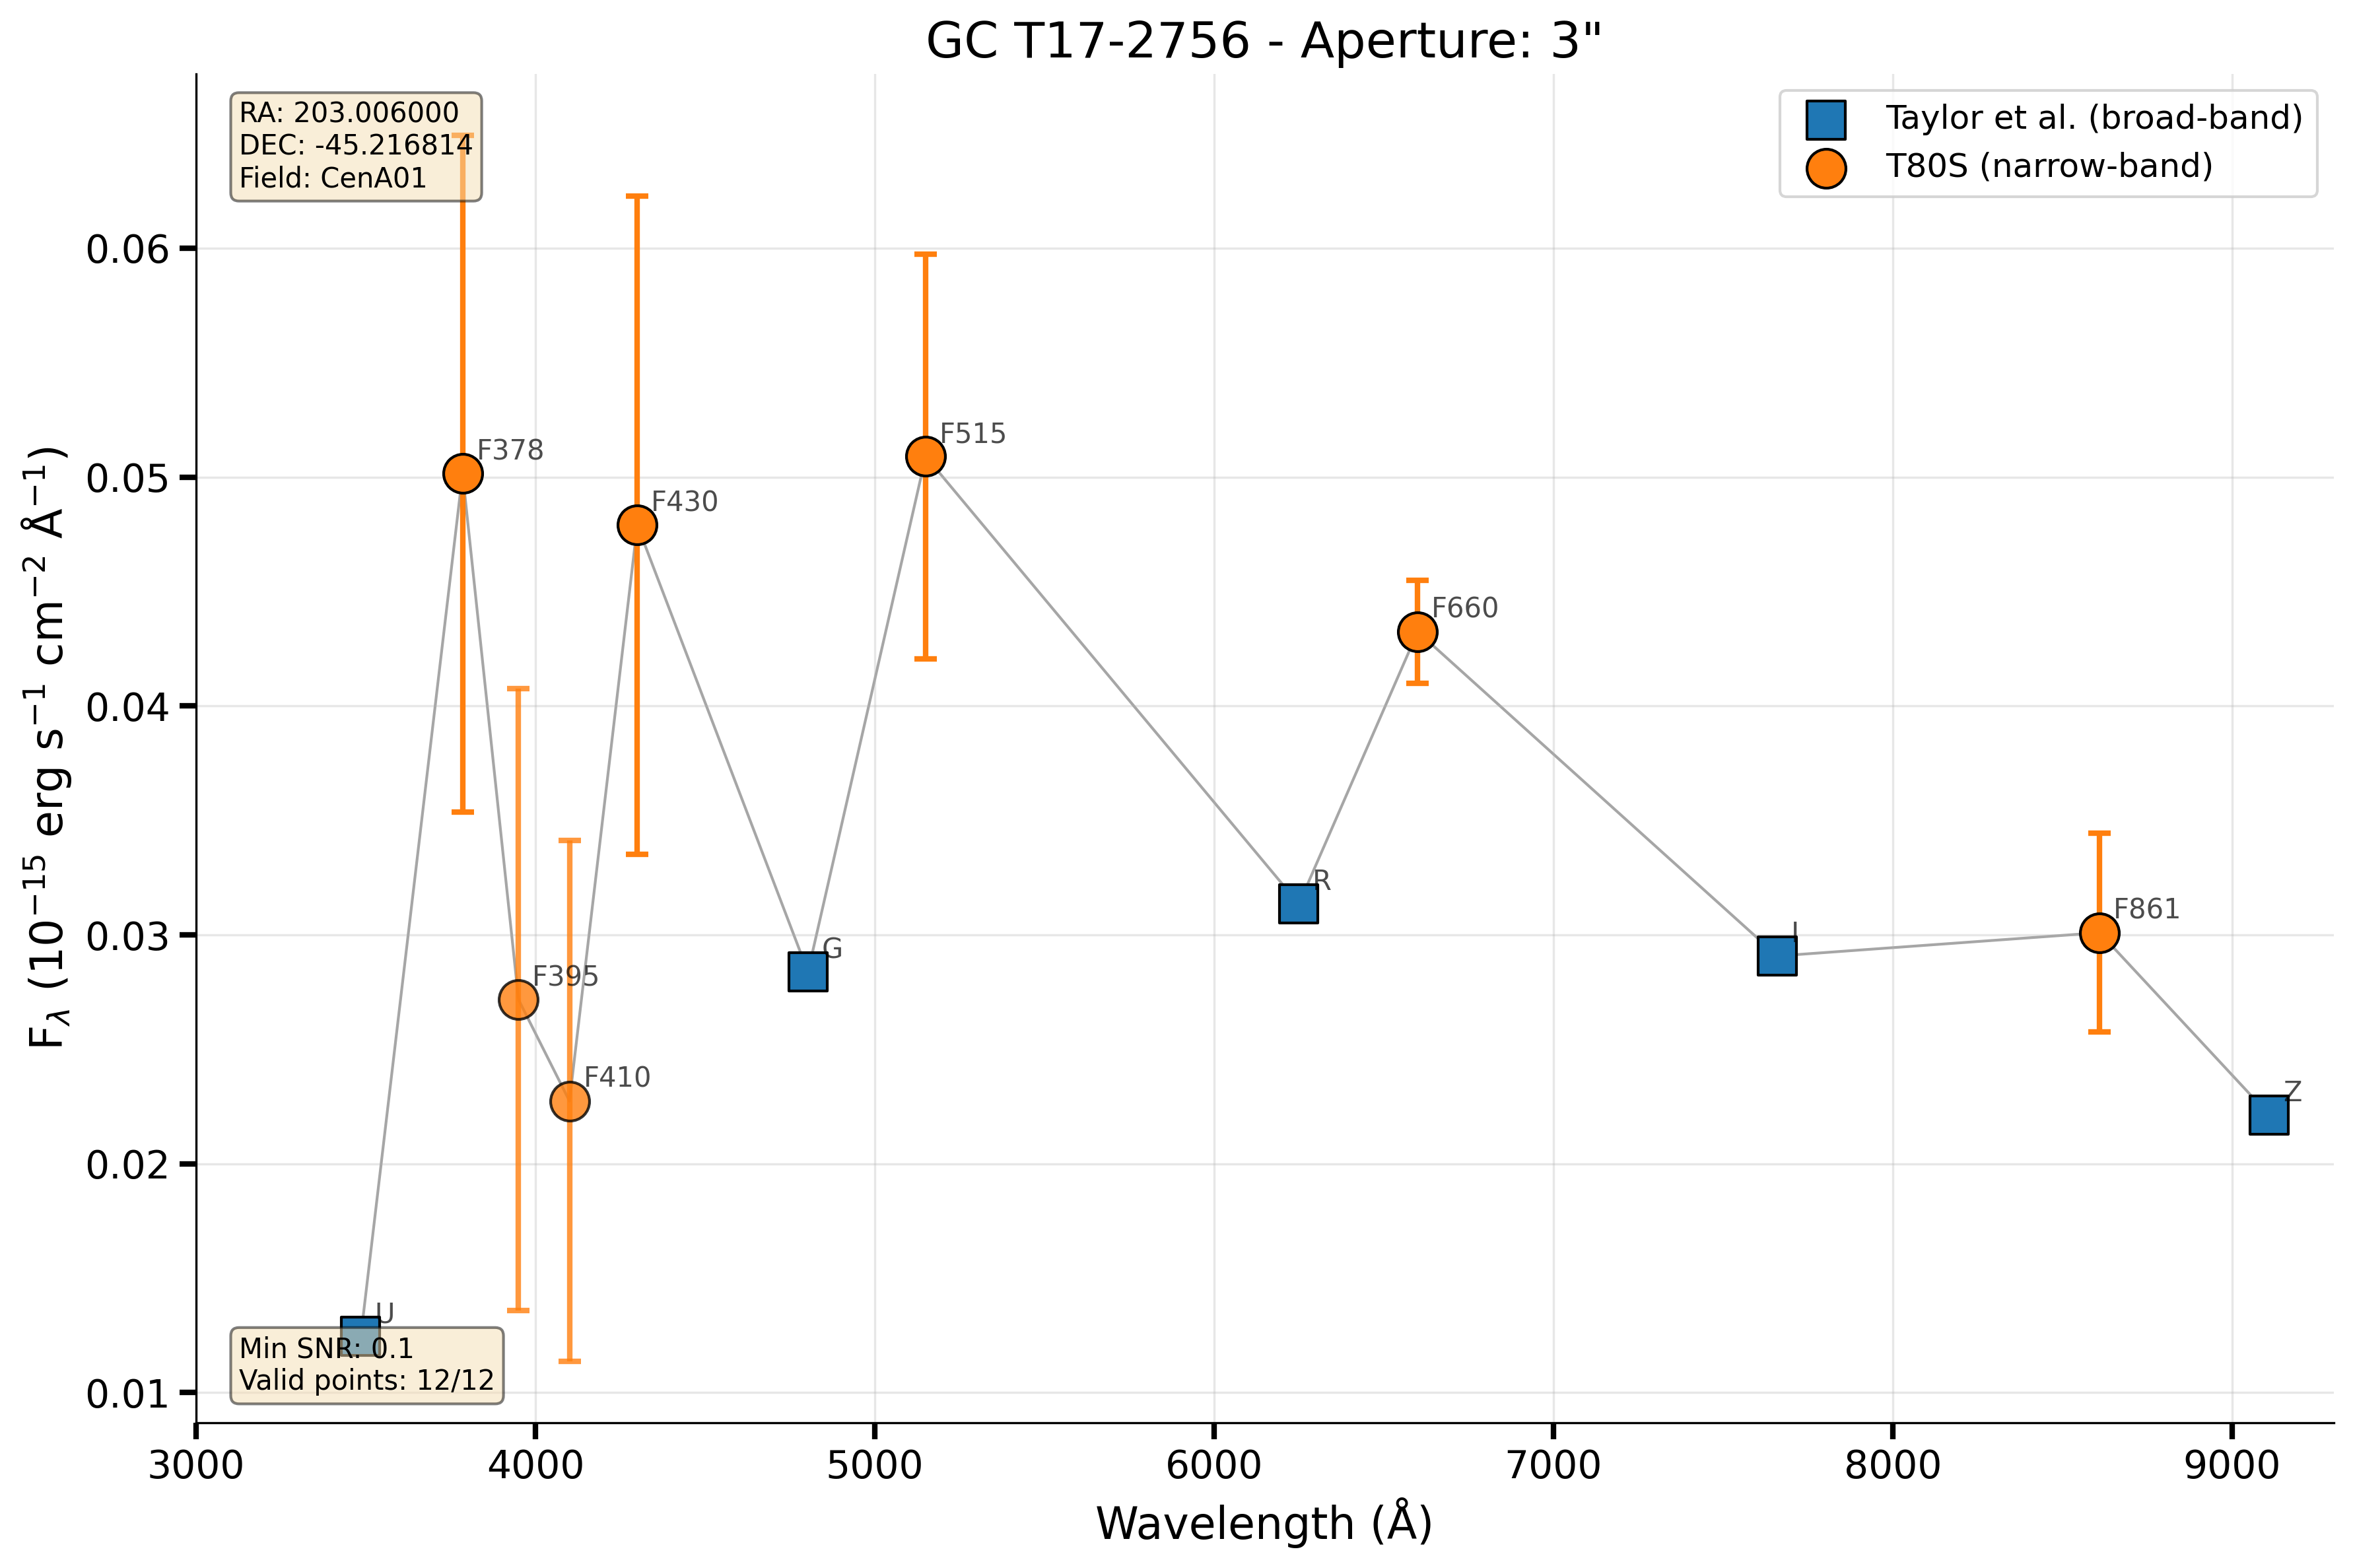 GC T17-2756 - Aperture: 3"
RA: 203.006000
DEC: -45.216814
Field: CenA01
Taylor et al. (broad-band)
T80S (narrow-band)
F378
F430
F515
F660
F395
F410
G
R
I
F861
Z
U
Min SNR: 0.1
Valid points: 12/12
0.06
0.05
0.04
0.03
0.02
0.01
F$_λ$ (10$^{−15}$ erg s$^{−1}$ cm$^{−2}$ Å$^{−1}$)
3000 4000 5000 6000 7000 8000 9000
Wavelength (Å)